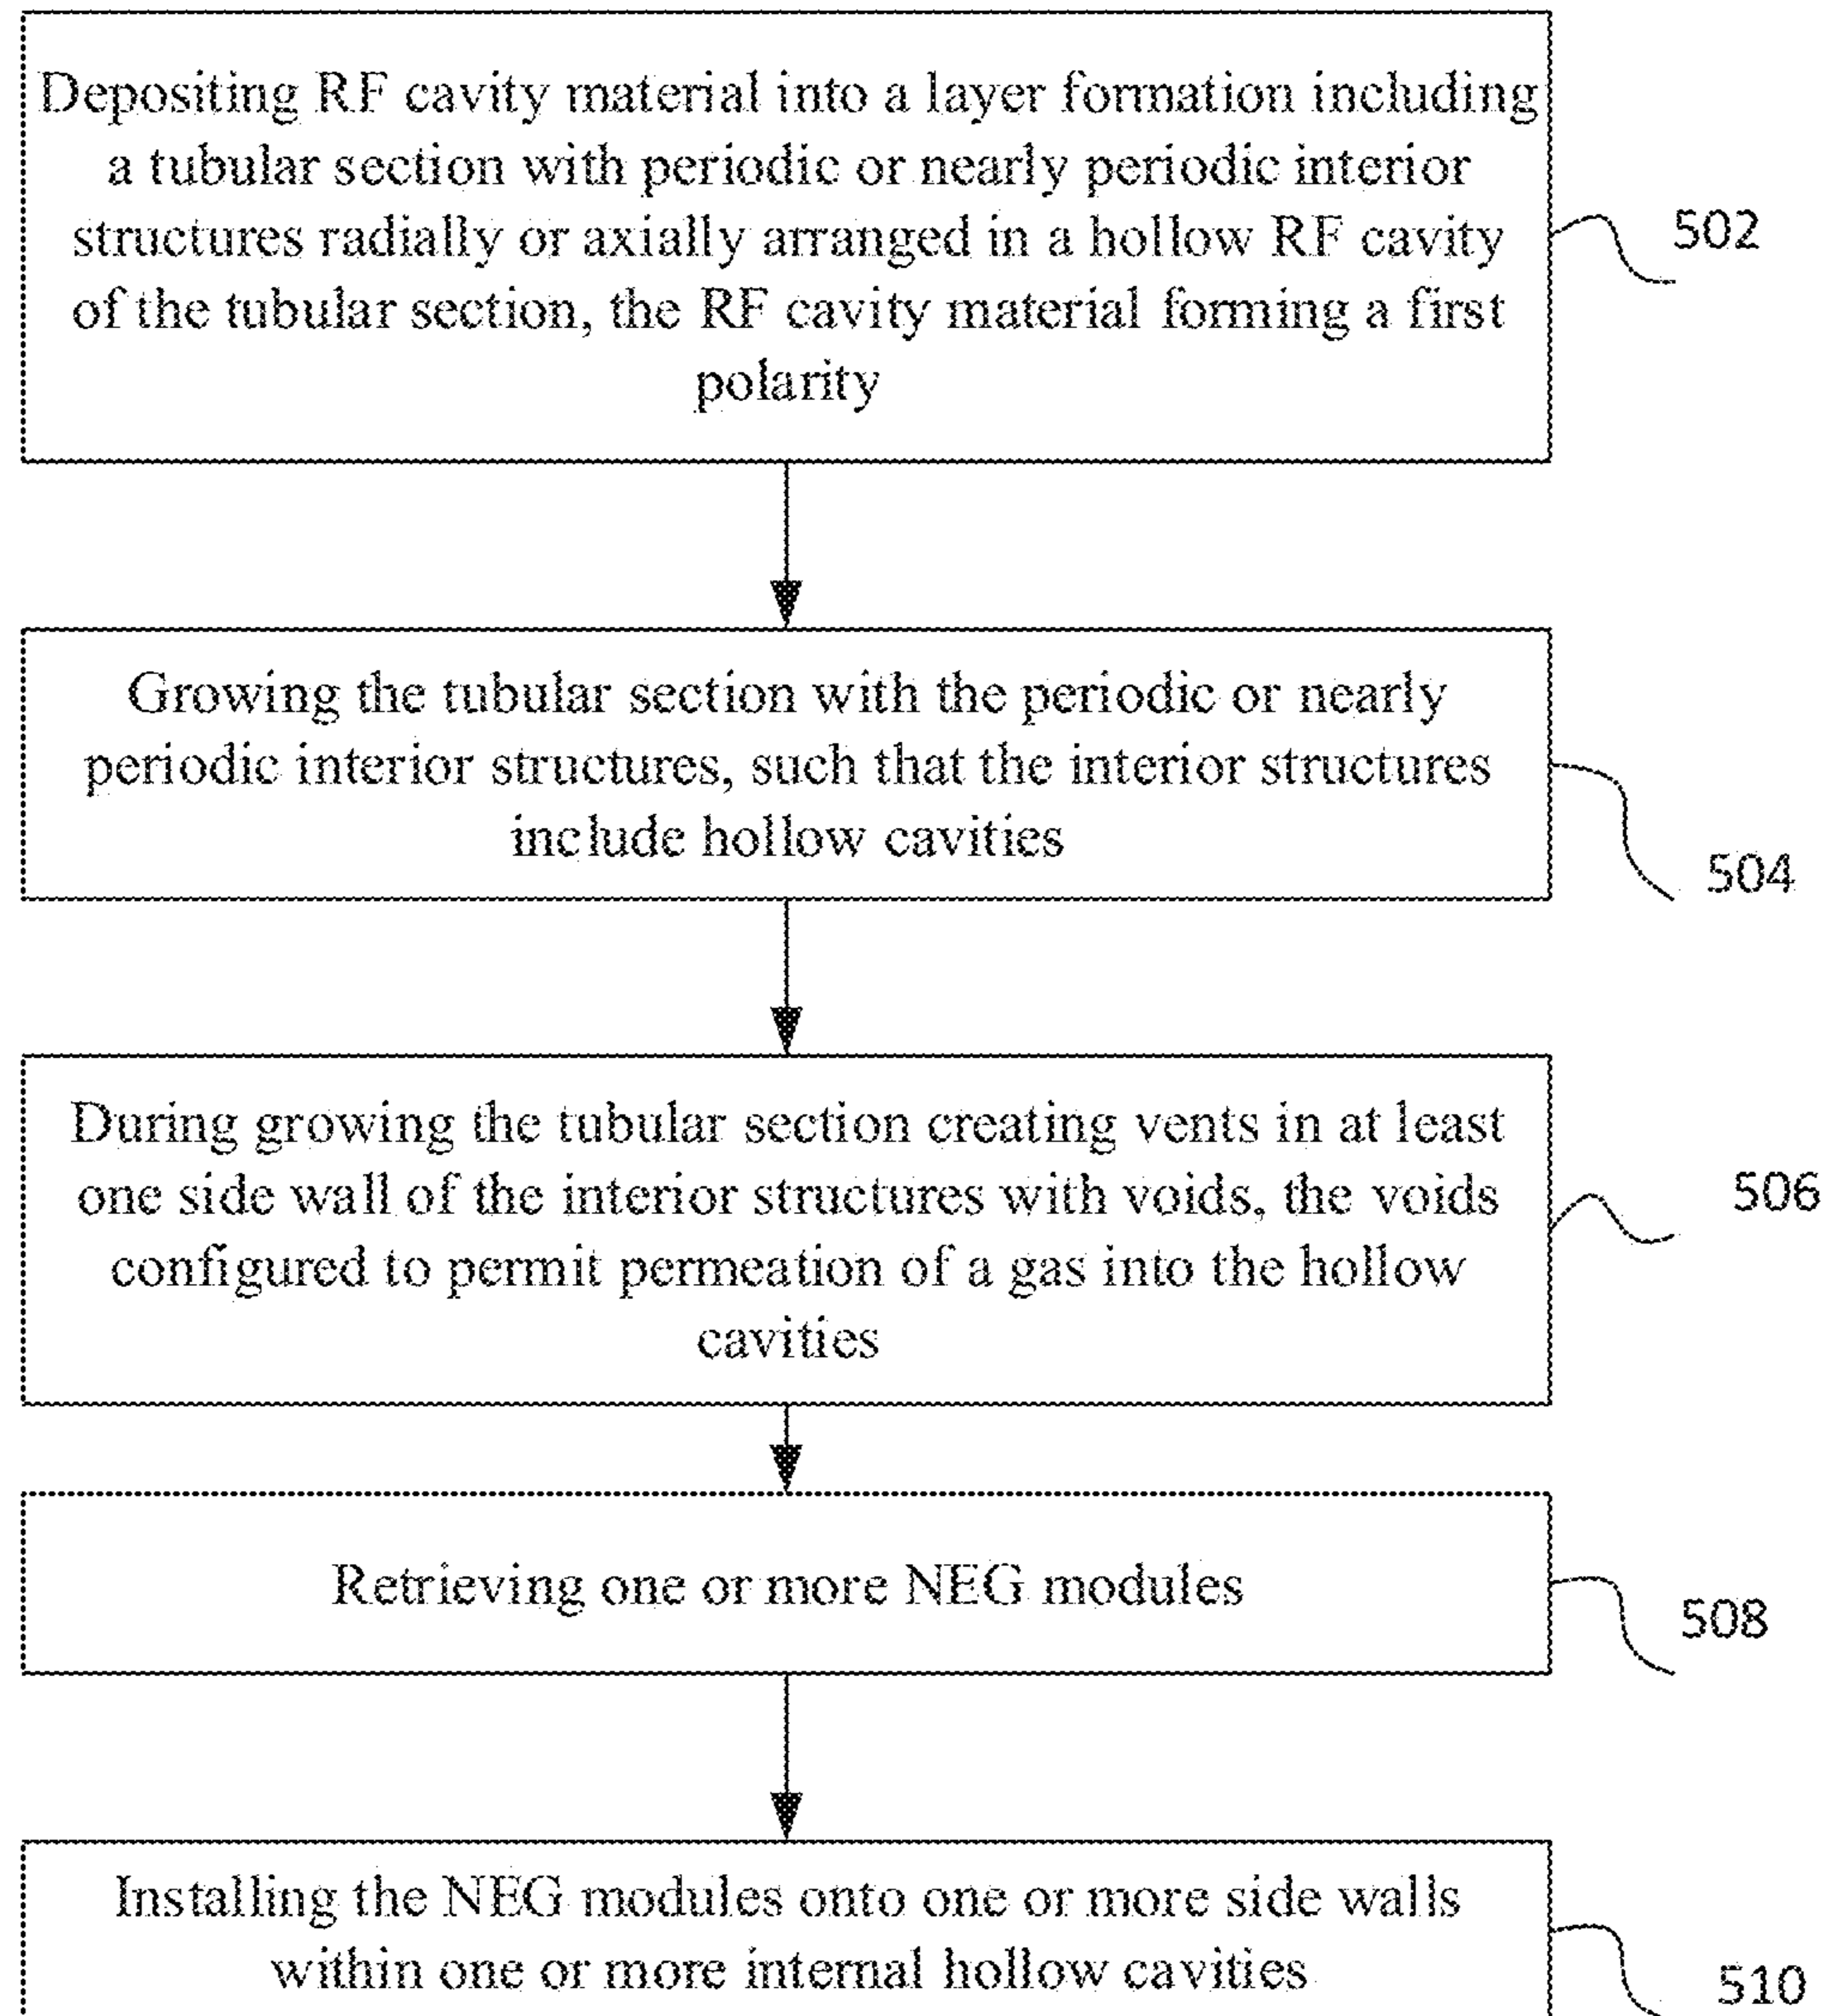 Depositing RF cavity material into a layer formation including
a tubular section with periodic or nearly periodic interior
structures radially or axially arranged in a hollow RF cavity
of the tubular section, the RF cavity material forming a first
polarity
502
Growing the tubular section with the periodic or nearly
periodic interior structures, such that the interior structures
include hollow cavities
504
During growing the tubular section creating vents in at least
one side wall of the interior structures with voids, the voids
configured to permit permeation of a gas into the hollow
cavities
506
Retrieving one or more NEG modules
508
Installing the NEG modules onto one or more side walls
within one or more internal hollow cavities
510